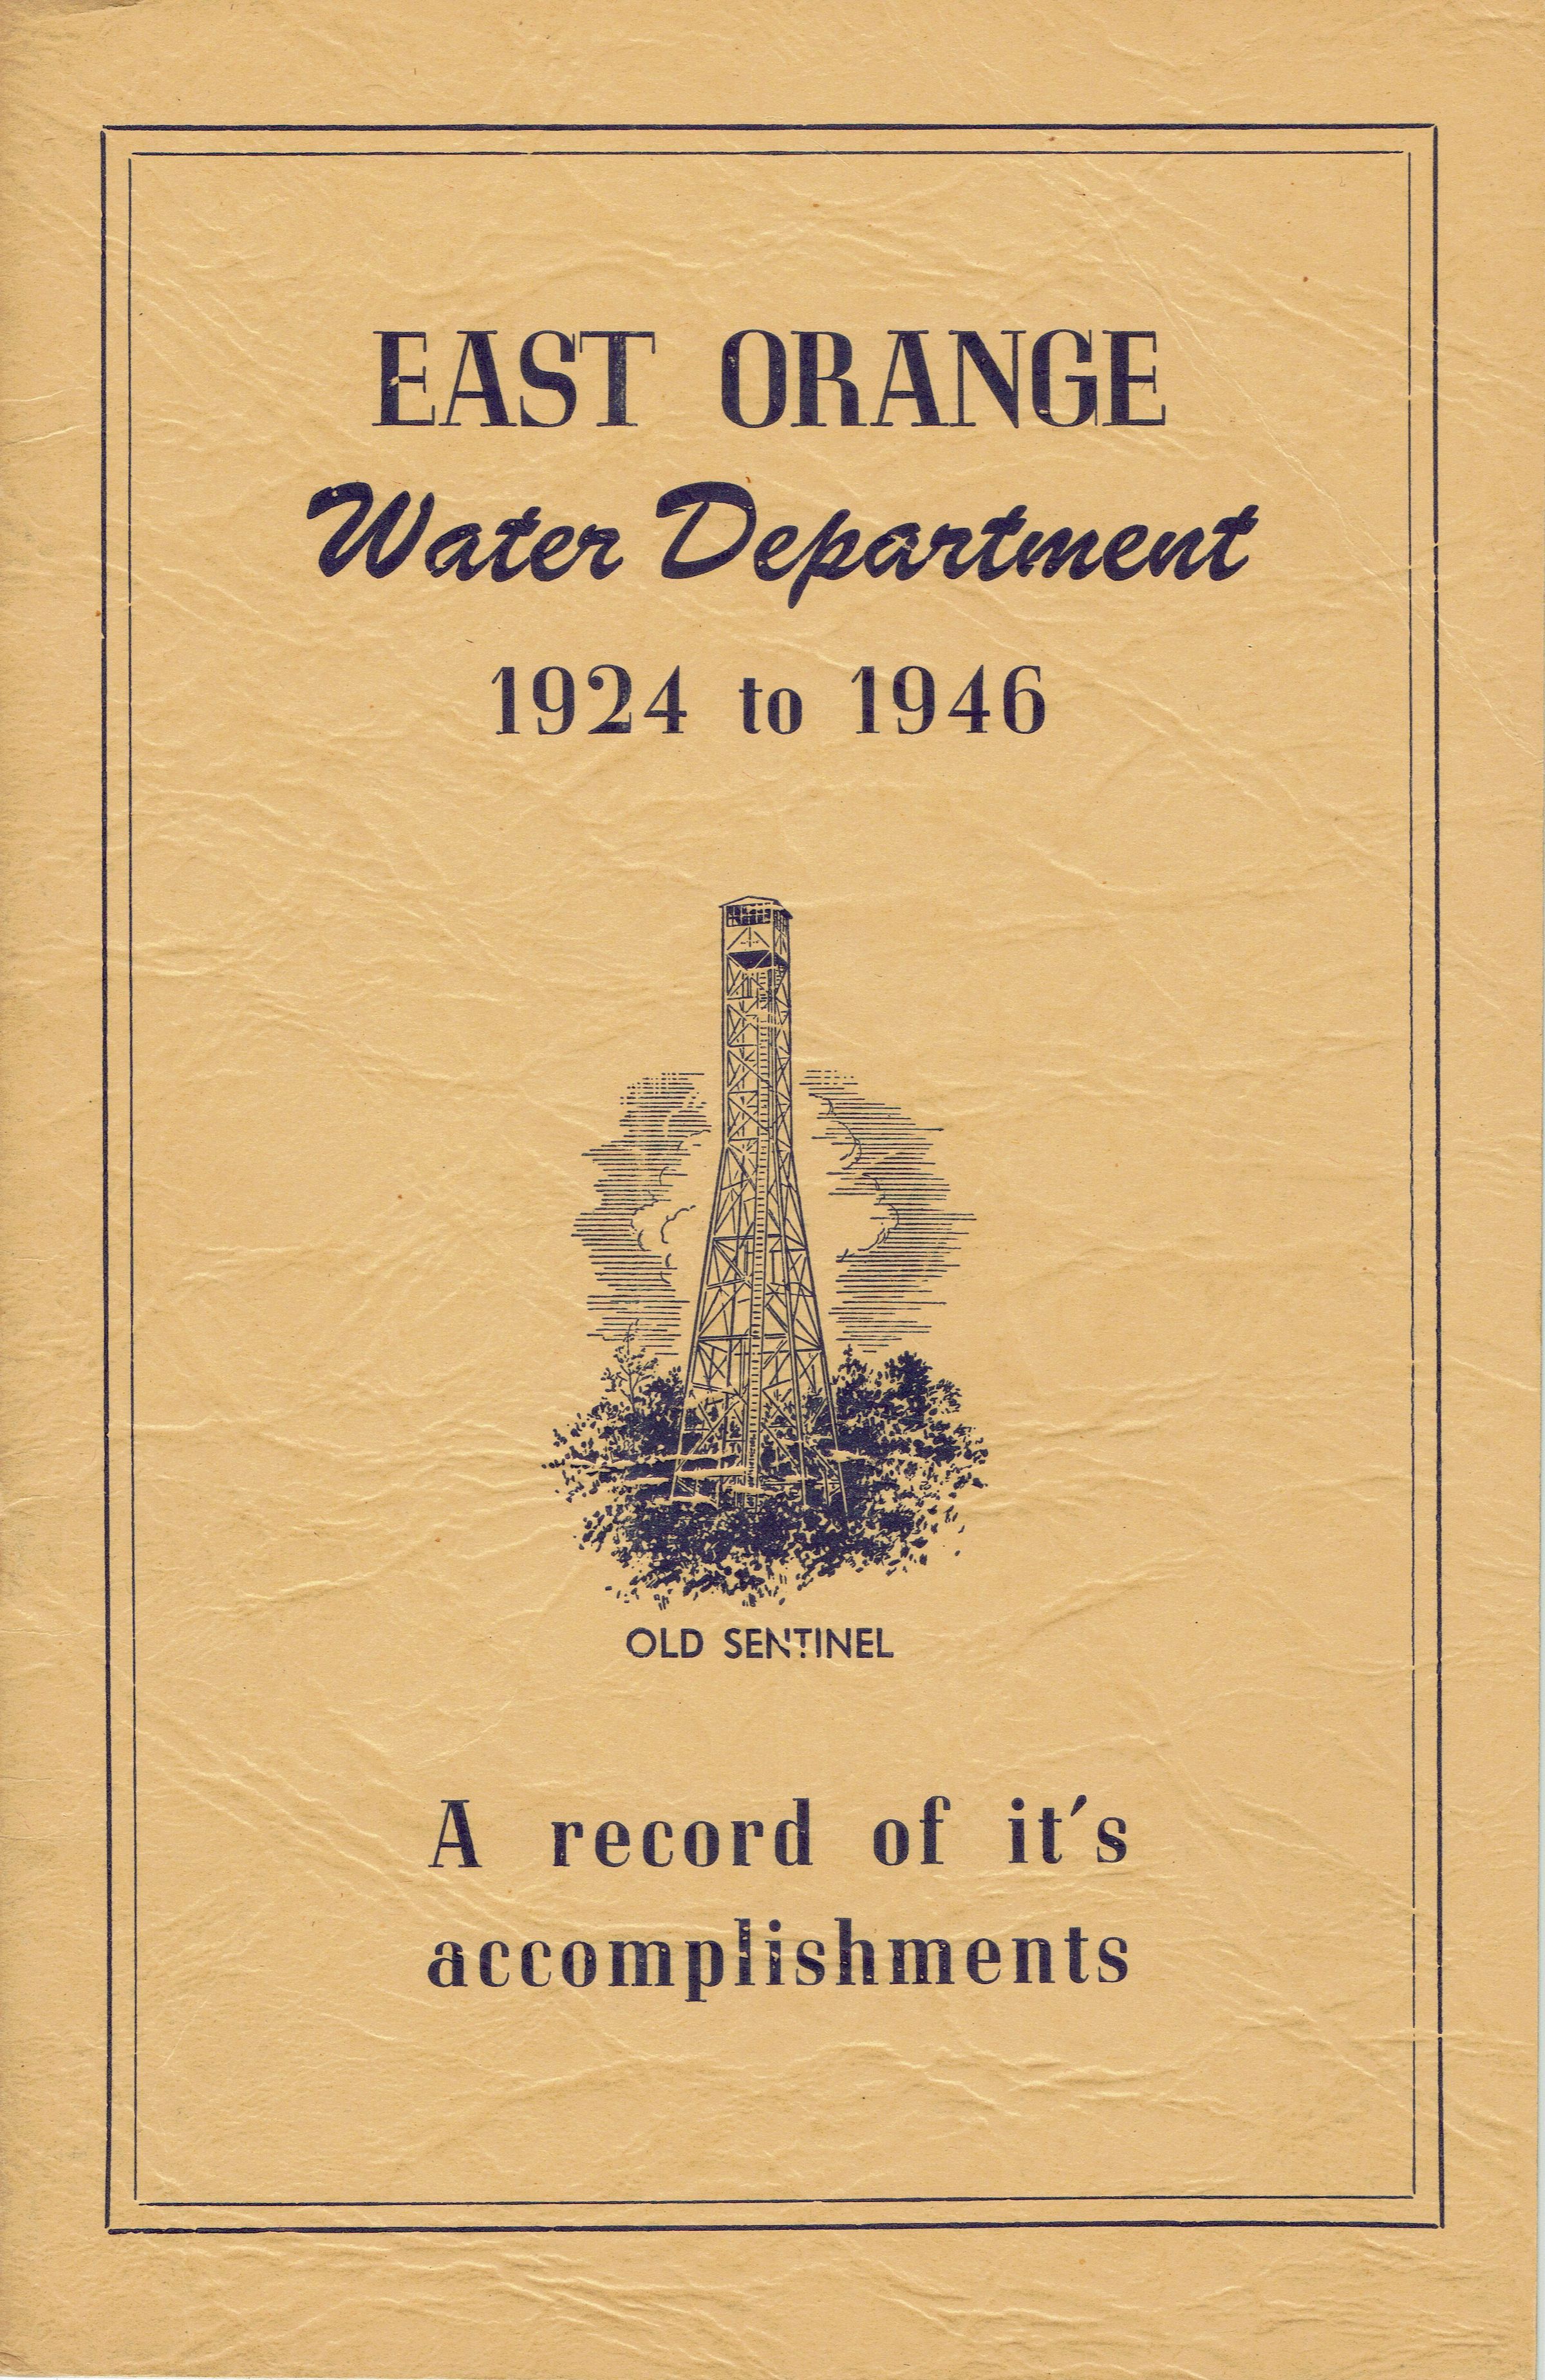 EAST ORANGE
Water Department
1924 to 1946
OLD SENTINEL
A record of it's
accomplishments